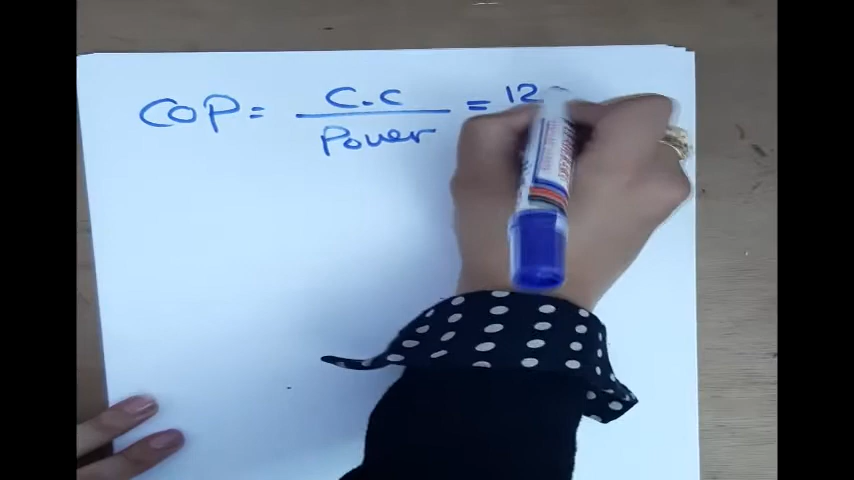 COP = C.C / Power = 12